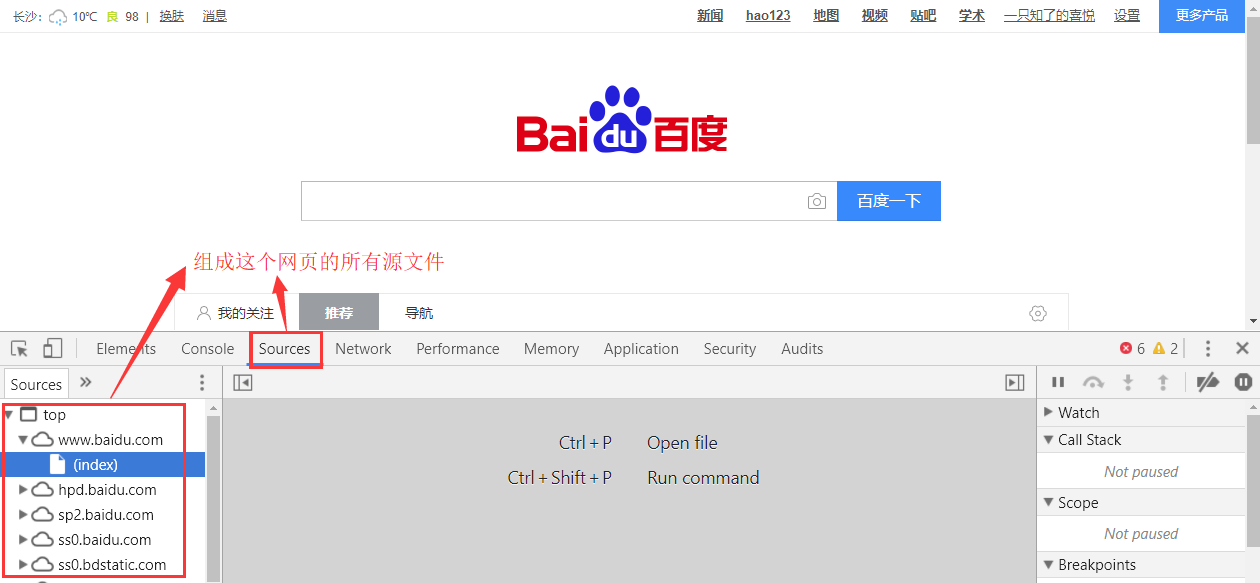 长沙： 10℃ 良 98 | 换肤 消息
新闻 hao123 地图 视频 贴吧 学术 一只知了的喜悦 设置 更多产品
Bai du 百度
百度一下
组成这个网页的所有源文件
我的关注 推荐 导航
Elements Console Sources Network Performance Memory Application Security Audits 6 2
Sources »
top
www.baidu.com
(index)
hpd.baidu.com
sp2.baidu.com
ss0.baidu.com
ss0.bdstatic.com
Ctrl + P Open file
Ctrl + Shift + P Run command
Watch
Call Stack
Not paused
Scope
Not paused
Breakpoints